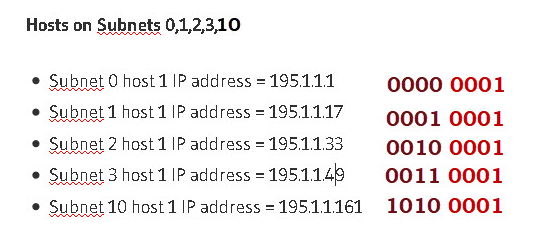 Hosts on Subnets 0,1,2,3,10
• Subnet 0 host 1 IP address = 195.1.1.1 0000 0001
• Subnet 1 host 1 IP address = 195.1.1.17 0001 0001
• Subnet 2 host 1 IP address = 195.1.1.33 0010 0001
• Subnet 3 host 1 IP address = 195.1.1.49 0011 0001
• Subnet 10 host 1 IP address = 195.1.1.161 1010 0001